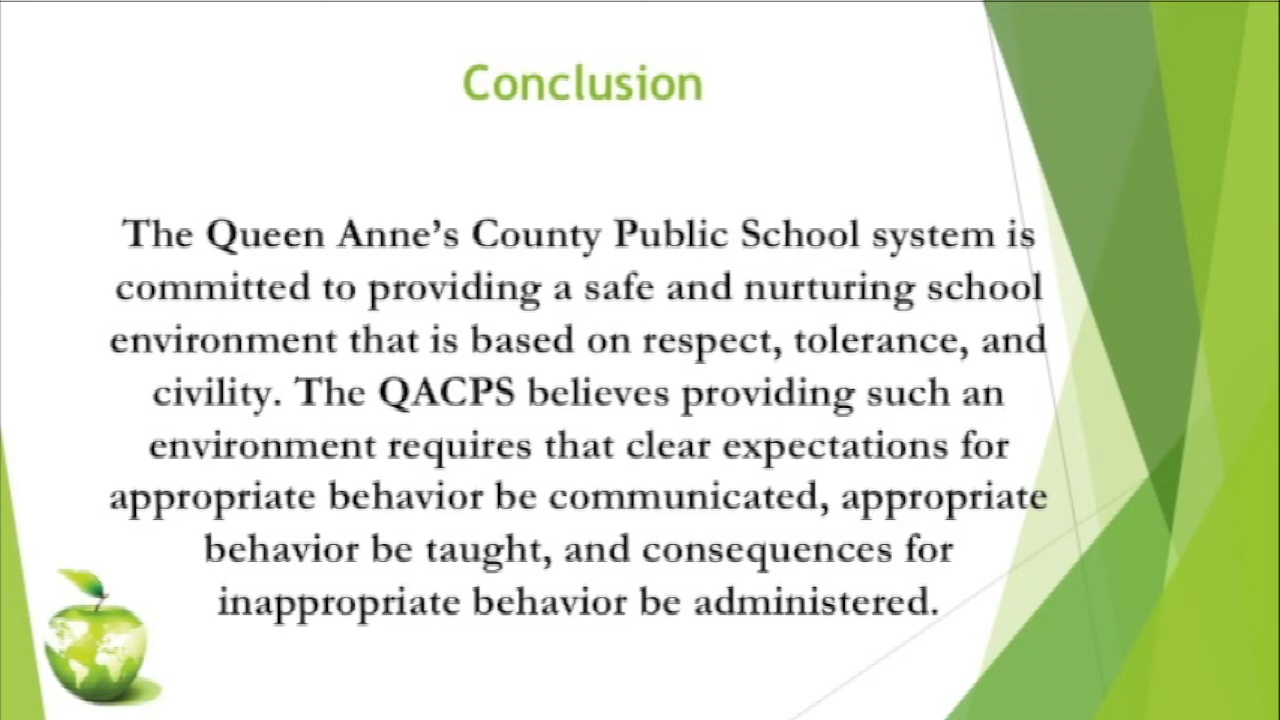 Conclusion
The Queen Anne’s County Public School system is
committed to providing a safe and nurturing school
environment that is based on respect, tolerance, and
civility. The QACPS believes providing such an
environment requires that clear expectations for
appropriate behavior be communicated, appropriate
behavior be taught, and consequences for
inappropriate behavior be administered.